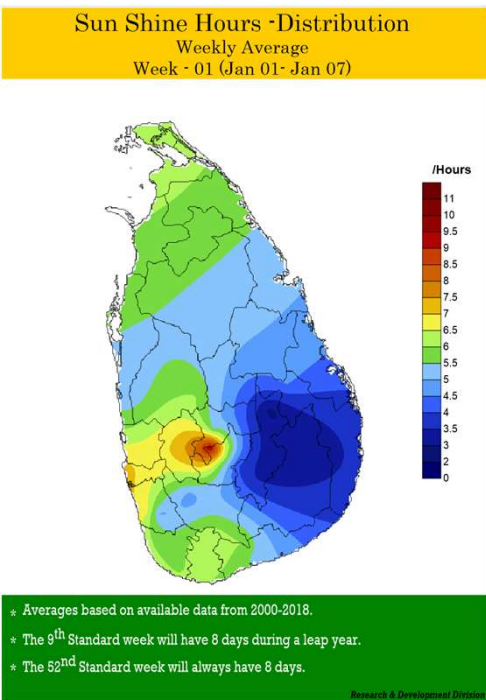 Sun Shine Hours -Distribution
Weekly Average
Week - 01 (Jan 01- Jan 07)
/Hours
11
10
9.5
9
8.5
8
7.5
7
6.5
6
5.5
5
4.5
4
3.5
3
2
0
* Averages based on available data from 2000-2018.
* The 9th Standard week will have 8 days during a leap year.
* The 52nd Standard week will always have 8 days.
Research & Development Division